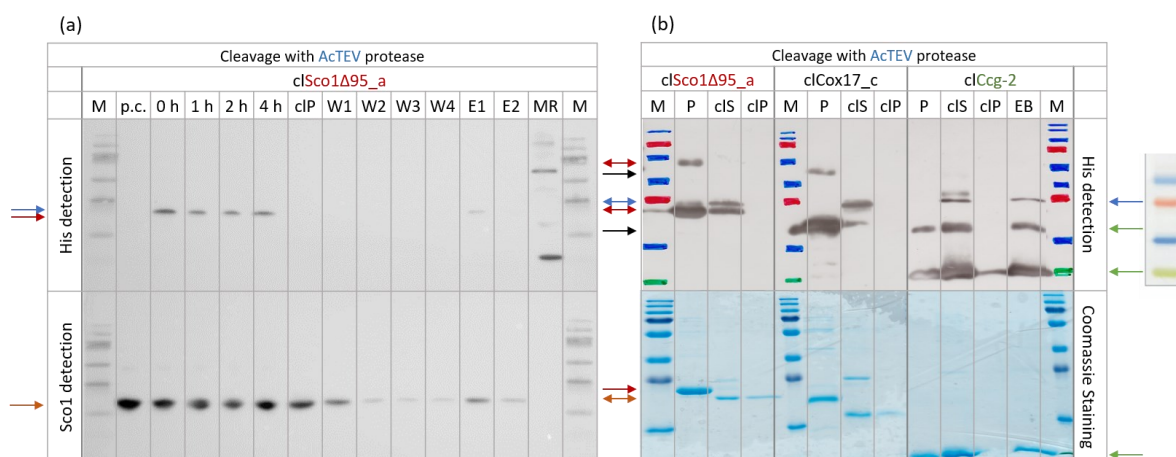 (a)
Cleavage with AcTEV protease
clSco1Δ95_a
M p.c. 0 h 1 h 2 h 4 h clP W1 W2 W3 W4 E1 E2 MR M
His detection
Sco1 detection
(b)
Cleavage with AcTEV protease
clSco1Δ95_a clCox17_c clCcg-2
M P clS clP M P clS clP P clS clP EB M
His detection
Coomassie Staining